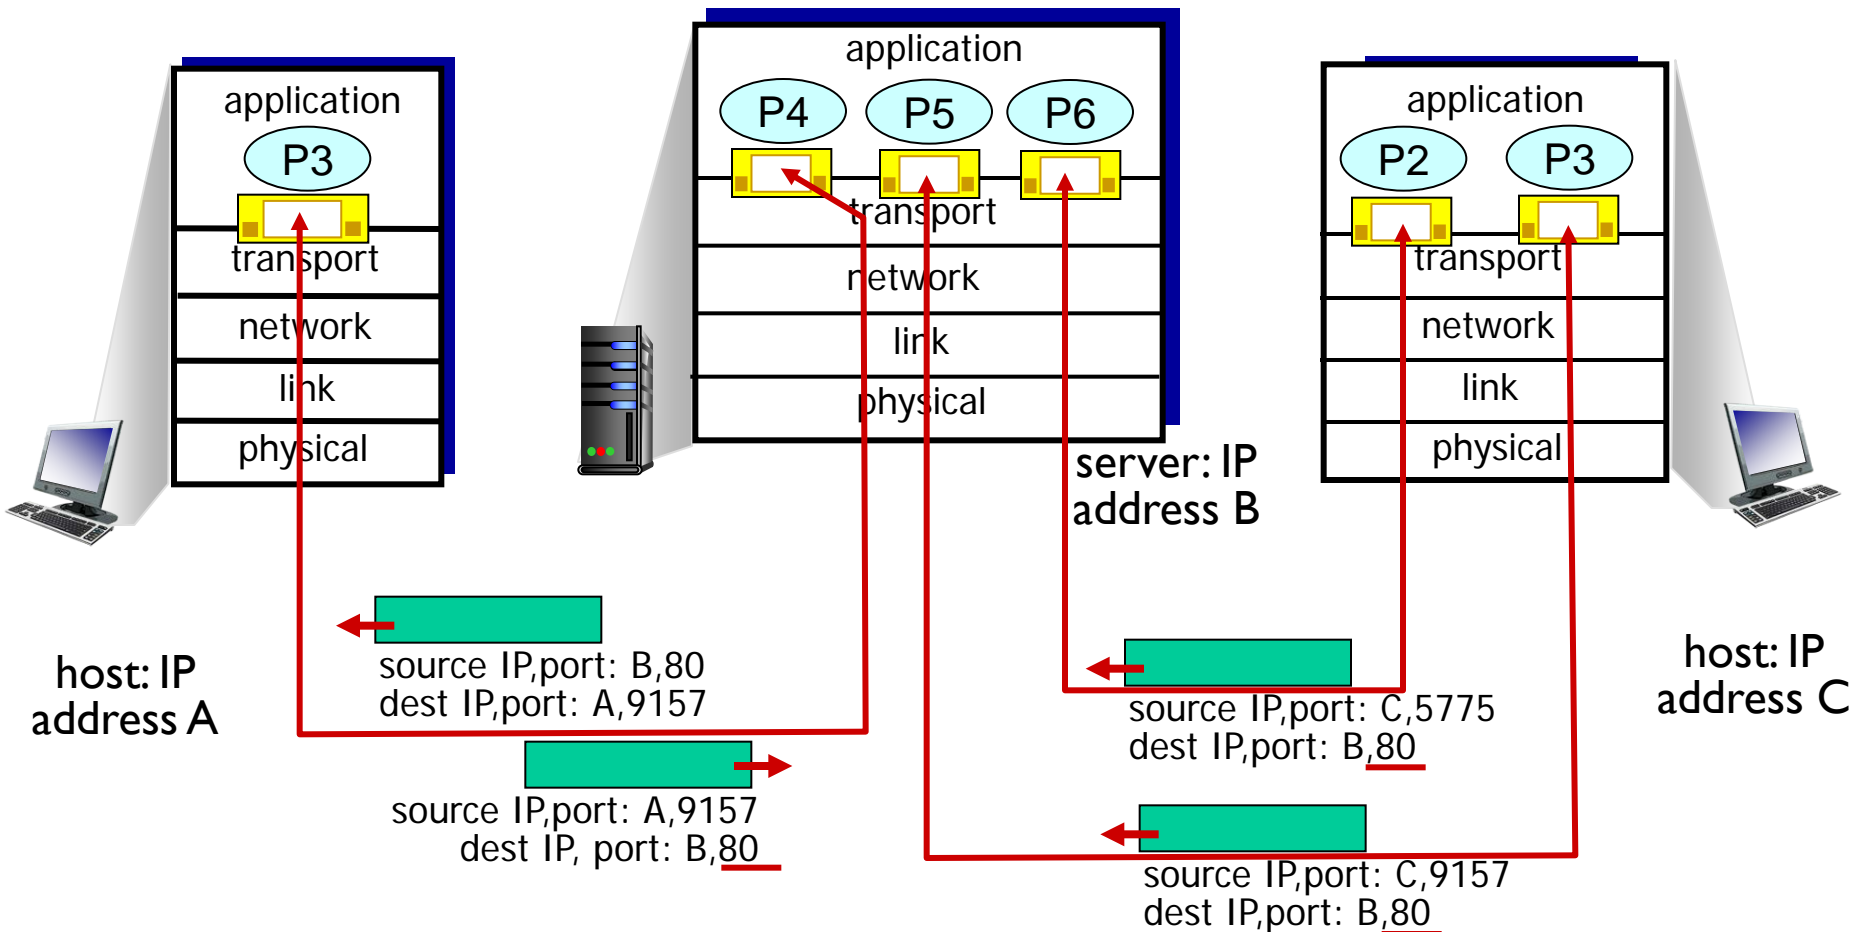 application
P3
transport
network
link
physical
host: IP
address A
application
P4 P5 P6
transport
network
link
physical
server: IP
address B
application
P2 P3
transport
network
link
physical
host: IP
address C
source IP,port: B,80
dest IP,port: A,9157
source IP,port: A,9157
dest IP, port: B,80
source IP,port: C,5775
dest IP,port: B,80
source IP,port: C,9157
dest IP,port: B,80